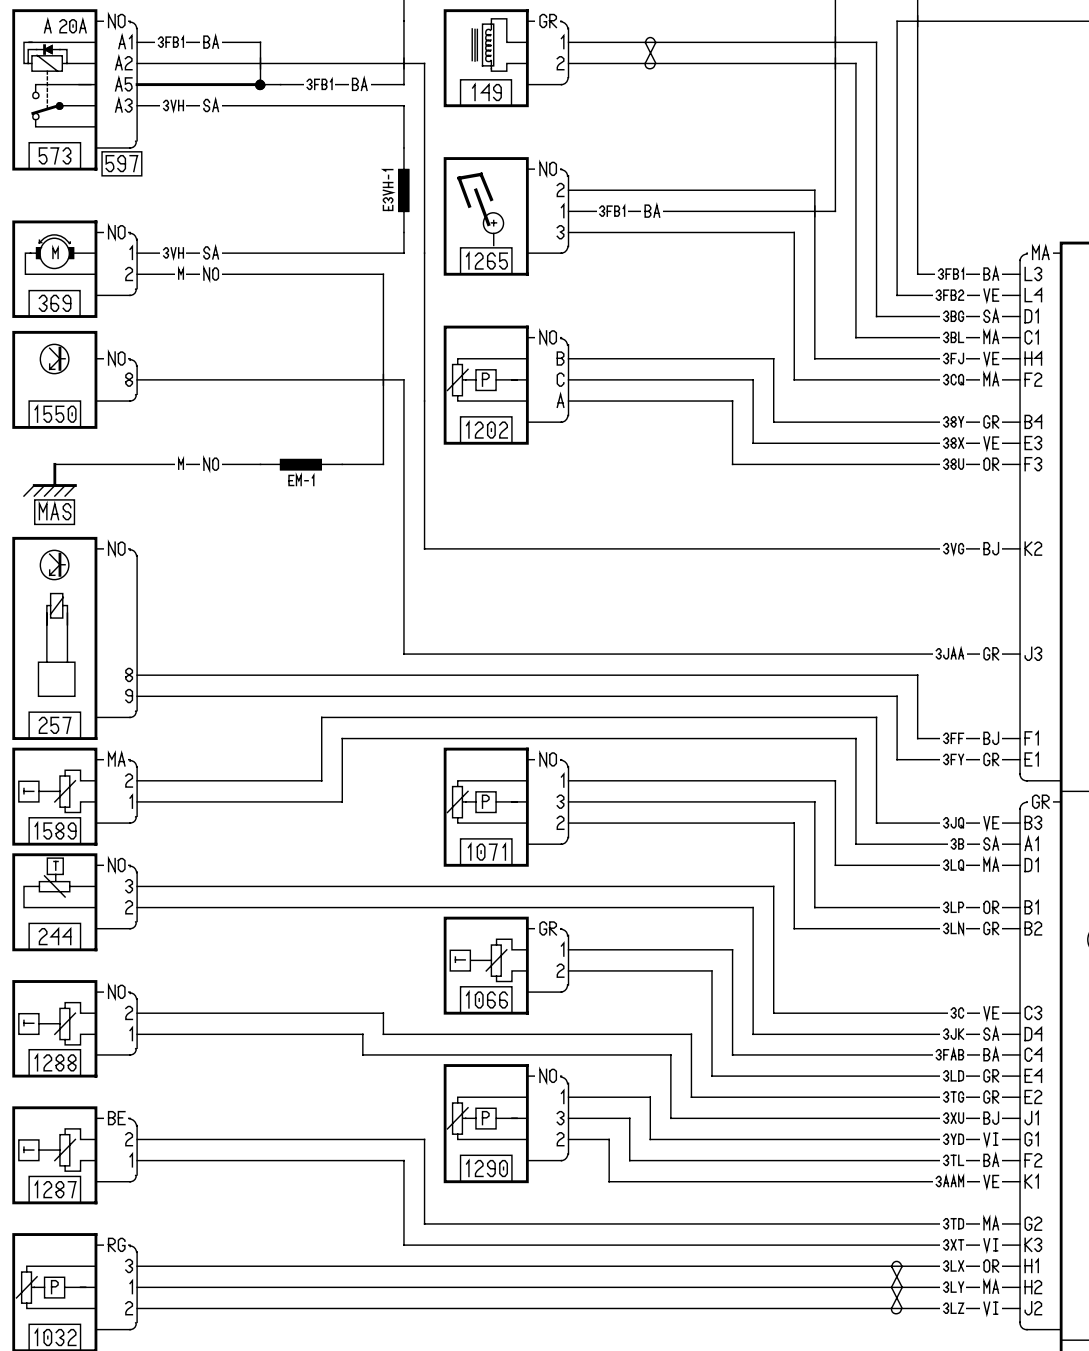 A 20A
NO
A1 3FB1 BA
A2
A5 3FB1 BA
A3 3VH SA
573
597
E3VH-1
NO
M
1 3VH SA
2 M NO
369
NO
8
1550
M NO
EM-1
MAS
NO
8
9
257
MA
T
2
1
1589
NO
T
3
2
244
NO
2
T
1
1288
BE
2
T
1
1287
RG
3
P
1
2
1032
GR
1
2
149
NO
2
1 3FB1 BA
+
3
1265
NO
B
P
C
A
1202
NO
1
P
3
2
1071
GR
1
T
2
1066
NO
1
P
3
2
1290
MA
3FB1 BA L3
3FB2 VE L4
3BG SA D1
3BL MA C1
3FJ VE H4
3CQ MA F2
38Y GR B4
38X VE E3
38U OR F3
3VG BJ K2
3JAA GR J3
3FF BJ F1
3FY GR E1
GR
3JQ VE B3
3B SA A1
3LQ MA D1
3LP OR B1
3LN GR B2
3C VE C3
3JK SA D4
3FAB BA C4
3LD GR E4
3TG GR E2
3XU BJ J1
3YD VI G1
3TL BA F2
3AAM VE K1
3TD MA G2
3XT VI K3
3LX OR H1
3LY MA H2
3LZ VI J2